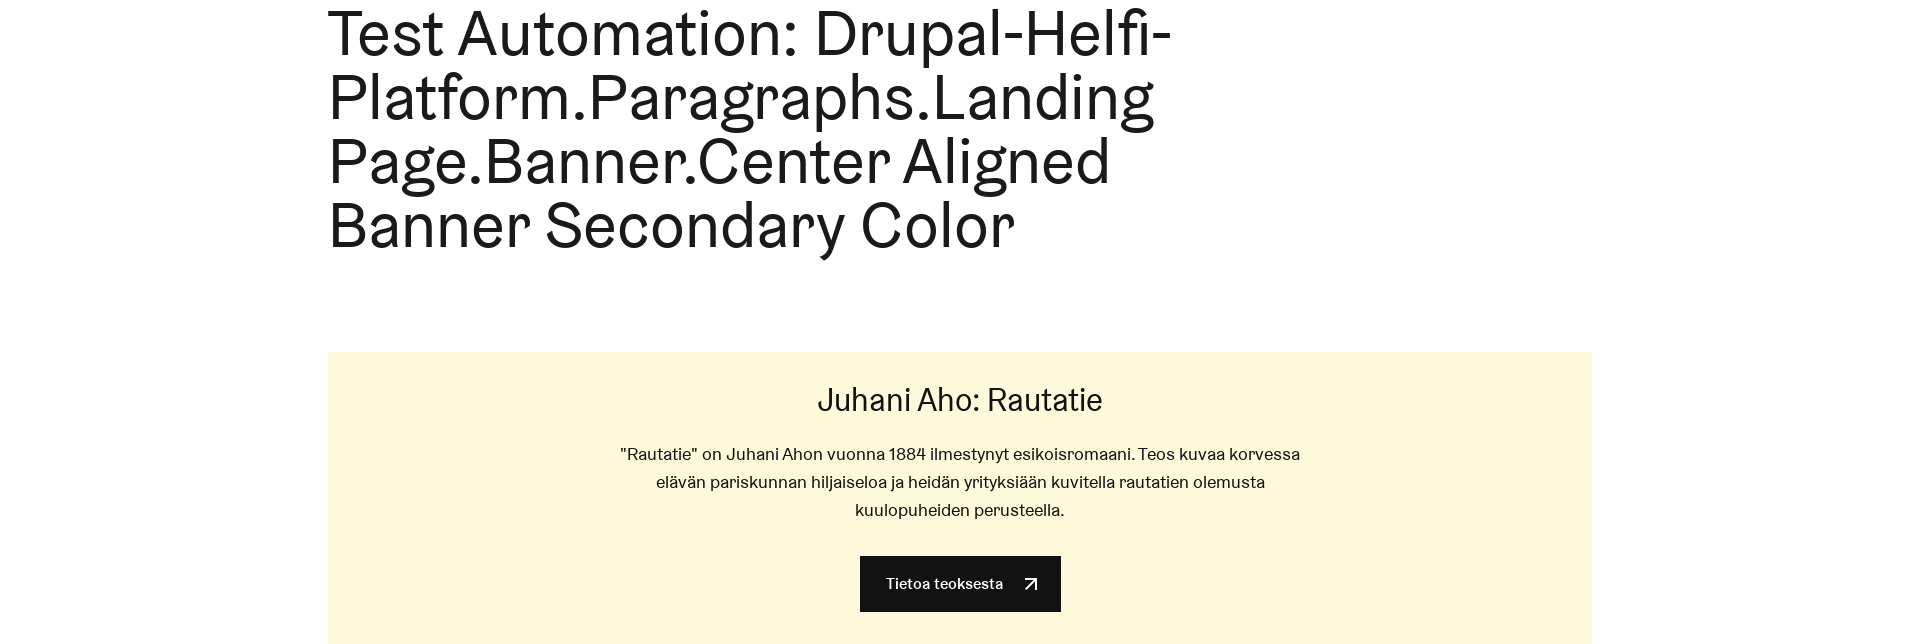 Test Automation: Drupal-Helfi-
Platform.Paragraphs.Landing
Page.Banner.Center Aligned
Banner Secondary Color
Juhani Aho: Rautatie
"Rautatie" on Juhani Ahon vuonna 1884 ilmestynyt esikoisromaani. Teos kuvaa korvessa
elävän pariskunnan hiljaiseloa ja heidän yrityksiään kuvitella rautatien olemusta
kuulopuheiden perusteella.
Tietoa teoksesta